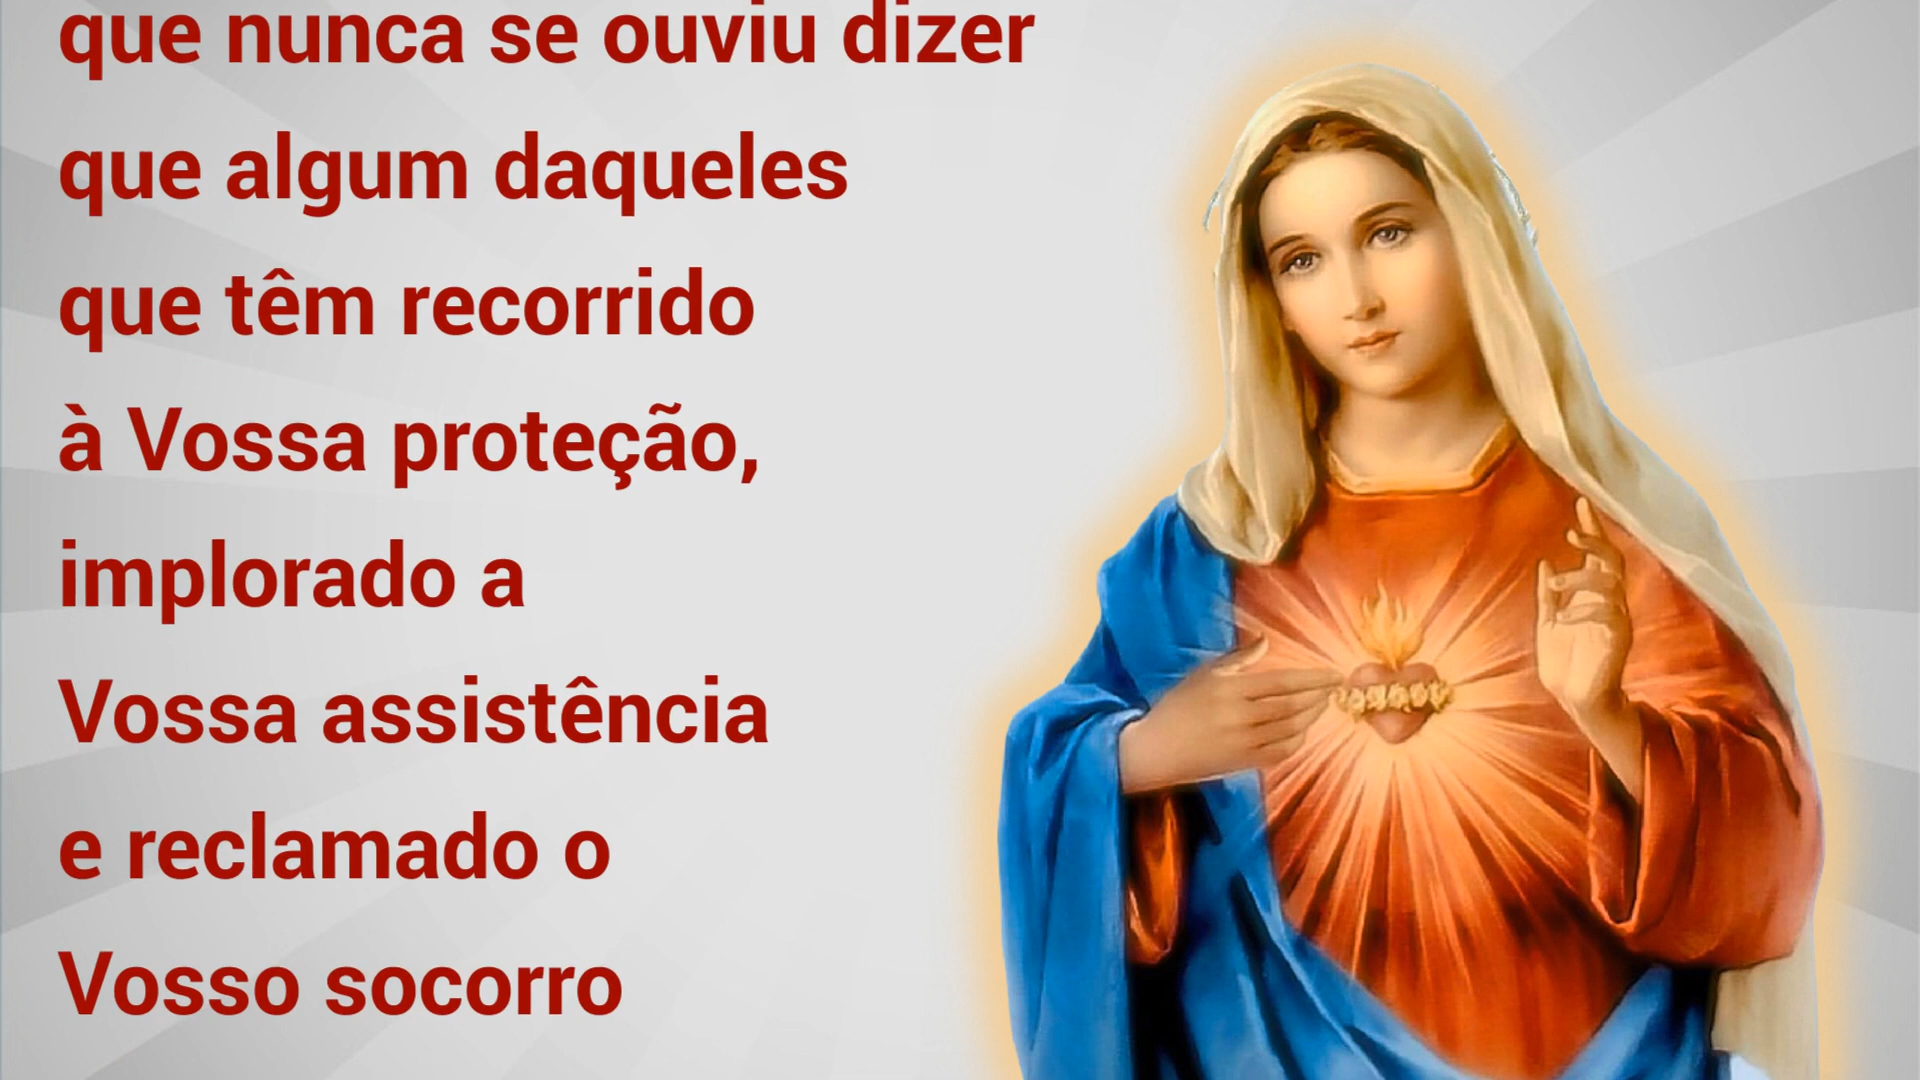 que nunca se ouviu dizer
que algum daqueles
que têm recorrido
à Vossa proteção,
implorado a
Vossa assistência
e reclamado o
Vosso socorro